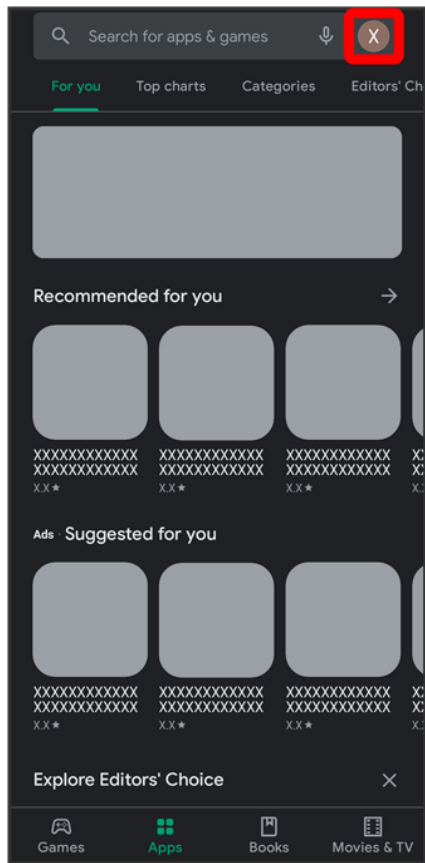 Search for apps & games X
For you Top charts Categories Editors' Ch
Recommended for you
XXXXXXXXXXXX XXXXXXXXXXXX XXXXXXXXXXXX X
XXXXXXXXXXXX XXXXXXXXXXXX XXXXXXXXXXXX X
X.X★ X.X★ X.X★ X.
Ads · Suggested for you
XXXXXXXXXXXX XXXXXXXXXXXX XXXXXXXXXXXX X
XXXXXXXXXXXX XXXXXXXXXXXX XXXXXXXXXXXX X
X.X★ X.X★ X.X★ X.
Explore Editors' Choice
Games Apps Books Movies & TV